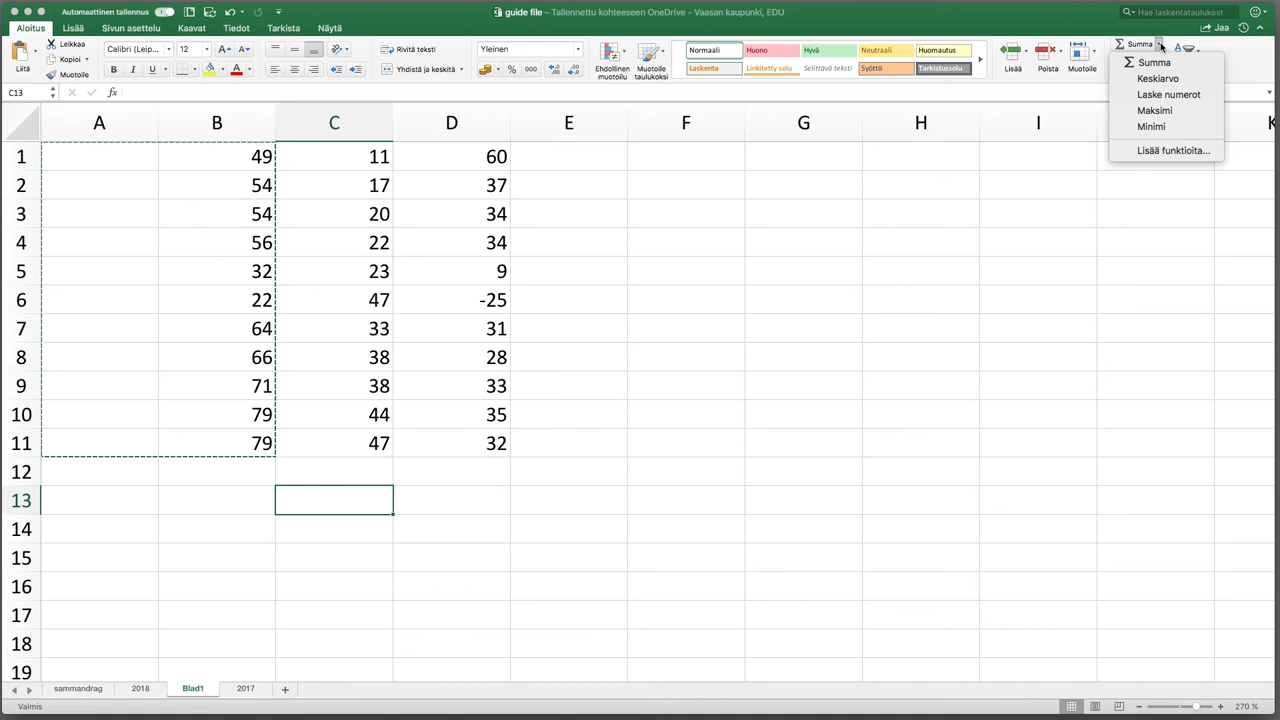 Automaattinen tallennus
guide file — Tallennettu kohteeseen OneDrive - Vaasan kaupunki, EDU
Hae laskentataulukost
Aloitus Lisää Sivun asettelu Kaavat Tiedot Tarkista Näytä Jaa
Liitä
Leikkaa
Kopioi
Muotoile
Calibri (Leip... 12
B I U
Rivitä teksti
Yhdistä ja keskitä
Yleinen
% 000
Ehdollinen muotoilu
Muotoile taulukoksi
Normaali Huono Hyvä Neutraali Huomautus
Laskenta Linkitetty solu Selittävä teksti Syöttö Tarkistussolu
Lisää Poista Muotoile
Σ Summa
Σ Summa
Keskiarvo
Laske numerot
Maksimi
Minimi
Lisää funktioita...
C13 fx
A B C D E F G H I K
1 49 11 60
2 54 17 37
3 54 20 34
4 56 22 34
5 32 23 9
6 22 47 -25
7 64 33 31
8 66 38 28
9 71 38 33
10 79 44 35
11 79 47 32
12
13
14
15
16
17
18
19
sammandrag 2018 Blad1 2017 +
Valmis
270 %